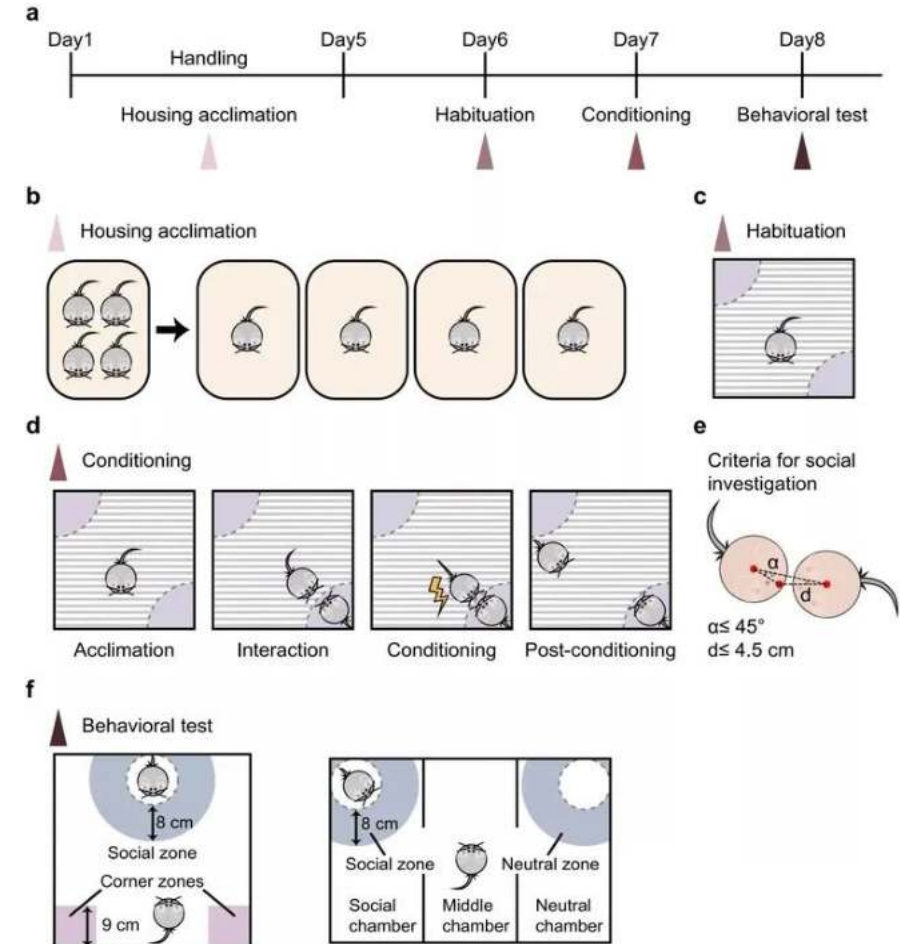 a
Day1
Day5
Day6
Day7
Day8
Handling
Housing acclimation
Habituation
Conditioning
Behavioral test
b
Housing acclimation
c
Habituation
d
Conditioning
Acclimation
Interaction
Conditioning
Post-conditioning
e
Criteria for social
investigation
α
d
α≤ 45°
d≤ 4.5 cm
f
Behavioral test
8 cm
Social zone
Corner zones
9 cm
8 cm
Social zone
Neutral zone
Social
chamber
Middle
chamber
Neutral
chamber